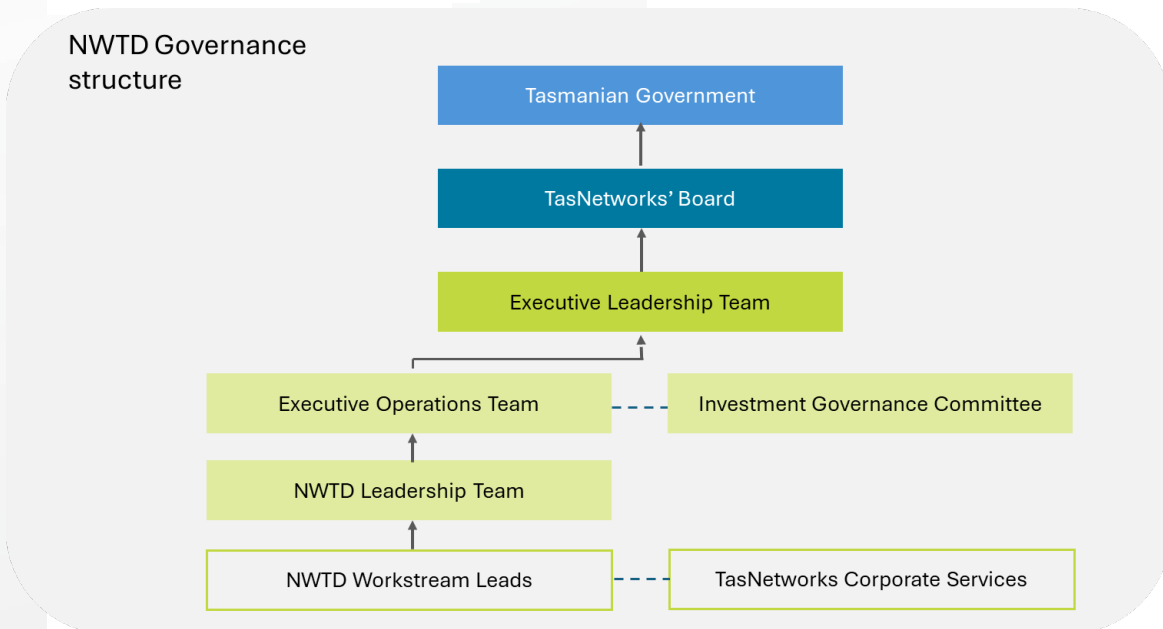 NWTD Governance
structure
Tasmanian Government
TasNetworks’ Board
Executive Leadership Team
Executive Operations Team
Investment Governance Committee
NWTD Leadership Team
NWTD Workstream Leads
TasNetworks Corporate Services